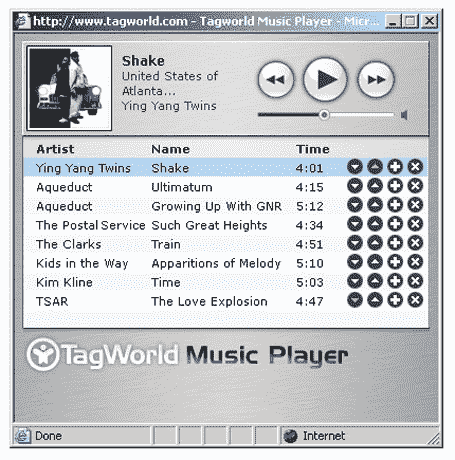 http://www.tagworld.com - Tagworld Music Player - Micr...
Shake
United States of
Atlanta...
Ying Yang Twins
Artist Name Time
Ying Yang Twins Shake 4:01
Aqueduct Ultimatum 4:15
Aqueduct Growing Up With GNR 5:12
The Postal Service Such Great Heights 4:34
The Clarks Train 4:51
Kids in the Way Apparitions of Melody 5:10
Kim Kline Time 5:03
TSAR The Love Explosion 4:47
TagWorld Music Player
Done Internet